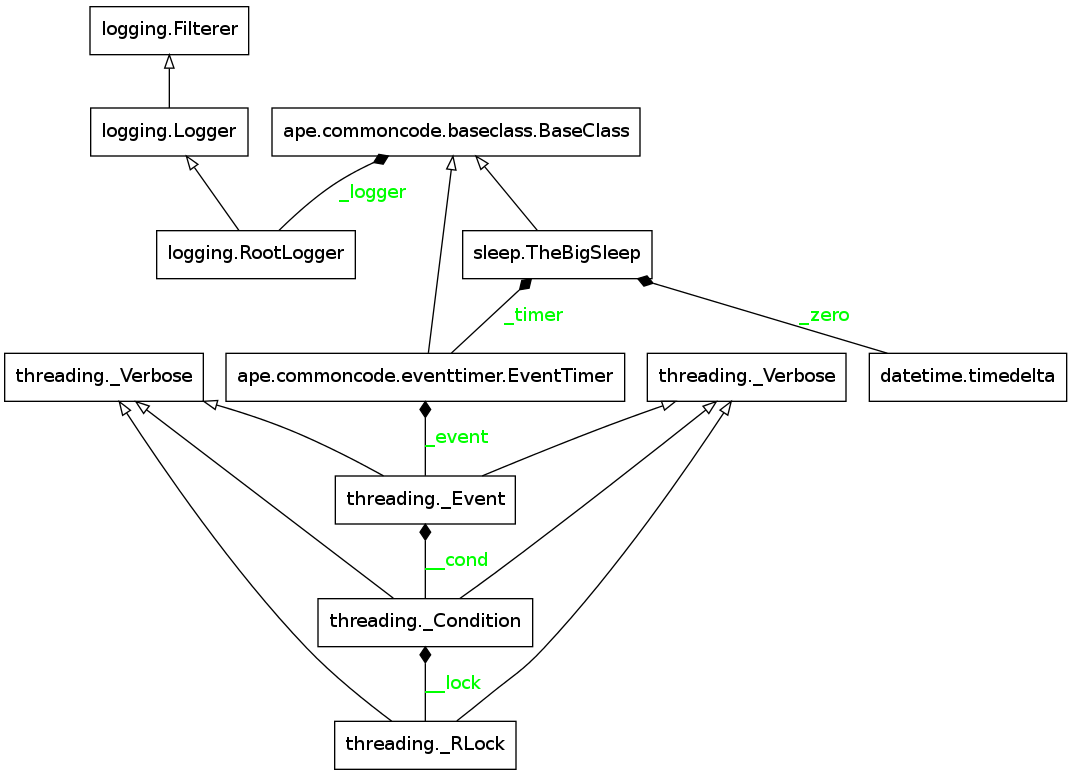 logging.Filterer
logging.Logger
ape.commoncode.baseclass.BaseClass
_logger
logging.RootLogger
sleep.TheBigSleep
_timer
_zero
threading._Verbose
ape.commoncode.eventtimer.EventTimer
threading._Verbose
datetime.timedelta
_event
threading._Event
__cond
threading._Condition
__lock
threading._RLock